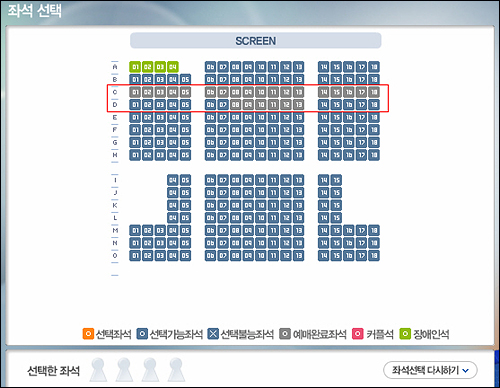 좌석 선택
SCREEN
A 01 02 03 04 06 07 08 09 10 11 12 13 14 15 16 17 18
B 01 02 03 04 05 06 07 08 09 10 11 12 13 14 15 16 17 18
C 01 02 03 04 05 06 07 08 09 10 11 12 13 14 15 16 17 18
D 01 02 03 04 05 06 07 08 09 10 11 12 13 14 15 16 17 18
E 01 02 03 04 05 06 07 08 09 10 11 12 13 14 15 16 17 18
F 01 02 03 04 05 06 07 08 09 10 11 12 13 14 15 16 17 18
G 01 02 03 04 05 06 07 08 09 10 11 12 13 14 15 16 17 18
H 01 02 03 04 05 06 07 08 09 10 11 12 13 14 15 16 17 18
I 04 05 06 07 08 09 10 11 12 13 14 15
J 04 05 06 07 08 09 10 11 12 13 14 15
K 04 05 06 07 08 09 10 11 12 13 14 15
L 04 05 06 07 08 09 10 11 12 13 14 15
M 01 02 03 04 05 06 07 08 09 10 11 12 13 14 15 16 17 18
N 01 02 03 04 05 06 07 08 09 10 11 12 13 14 15 16 17 18
O 01 02 03 04 05 06 07 08 09 10 11 12 13 14 15 16 17 18
선택좌석 선택가능좌석 선택불능좌석 예매완료좌석 커플석 장애인석
선택한 좌석 좌석선택 다시하기